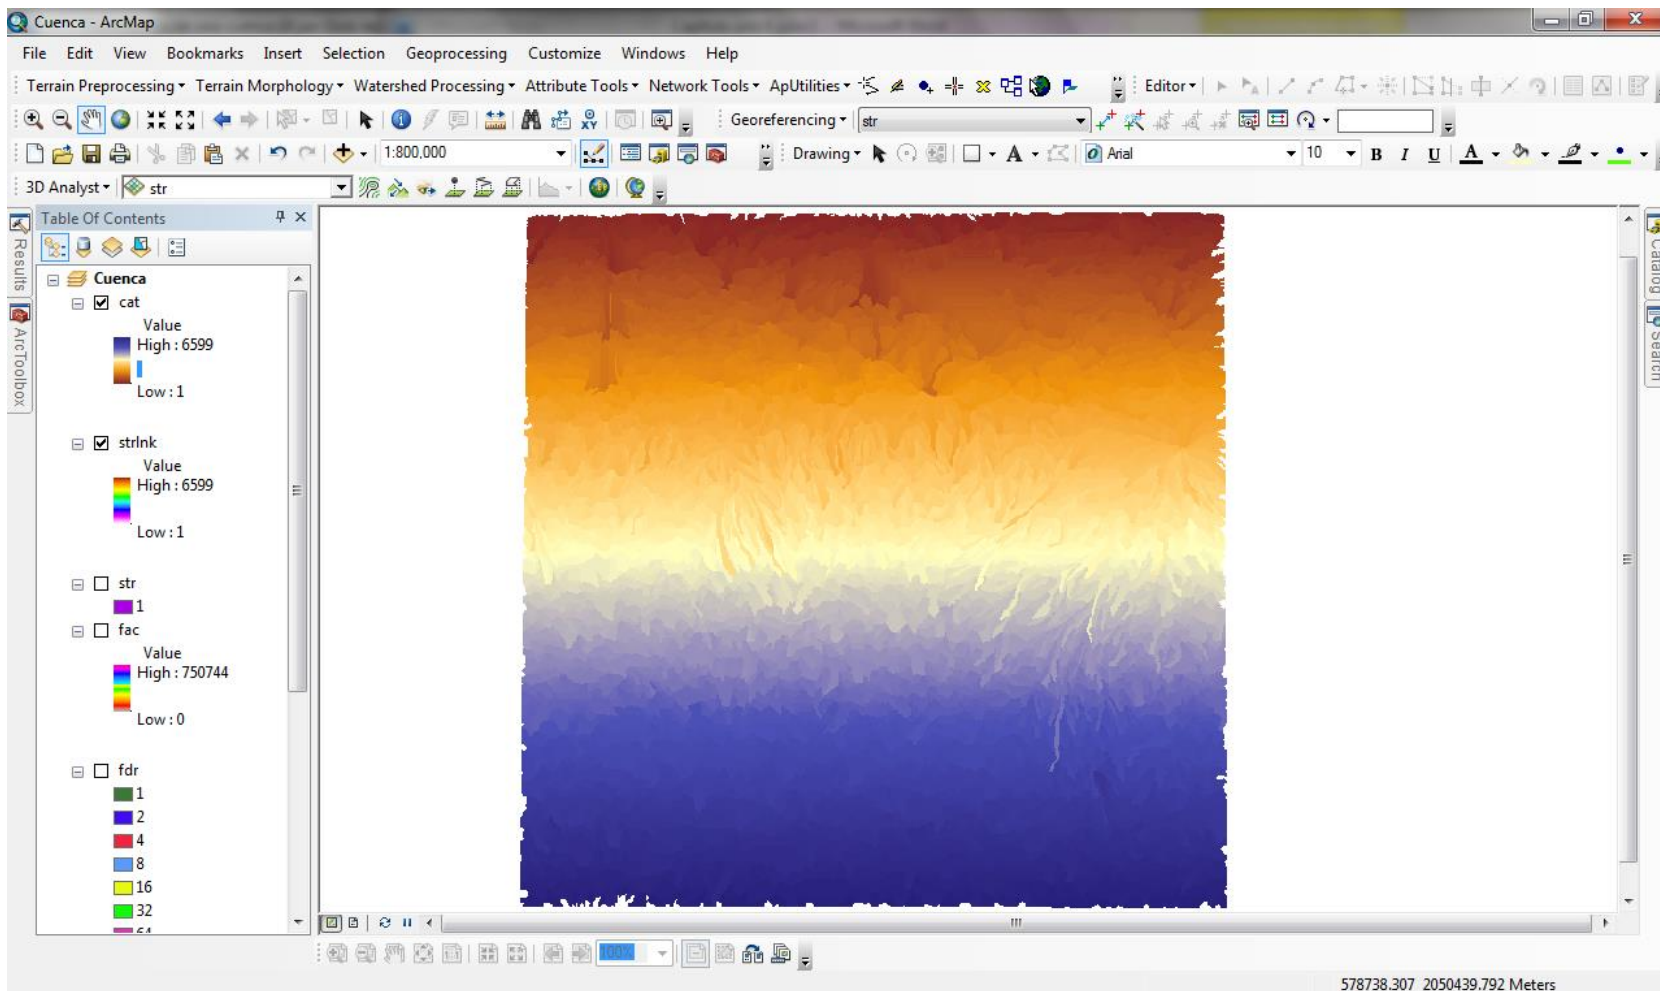 Cuenca - ArcMap
File Edit View Bookmarks Insert Selection Geoprocessing Customize Windows Help
Terrain Preprocessing Terrain Morphology Watershed Processing Attribute Tools Network Tools ApUtilities Editor
Georeferencing str
1:800,000 Drawing A Arial 10 B I U A
3D Analyst str
Table Of Contents
Results
ArcToolbox
Cuenca
cat
Value
High : 6599
Low : 1
strlnk
Value
High : 6599
Low : 1
str
1
fac
Value
High : 750744
Low : 0
fdr
1
2
4
8
16
32
64
Catalog
Search
100%
578738.307 2050439.792 Meters